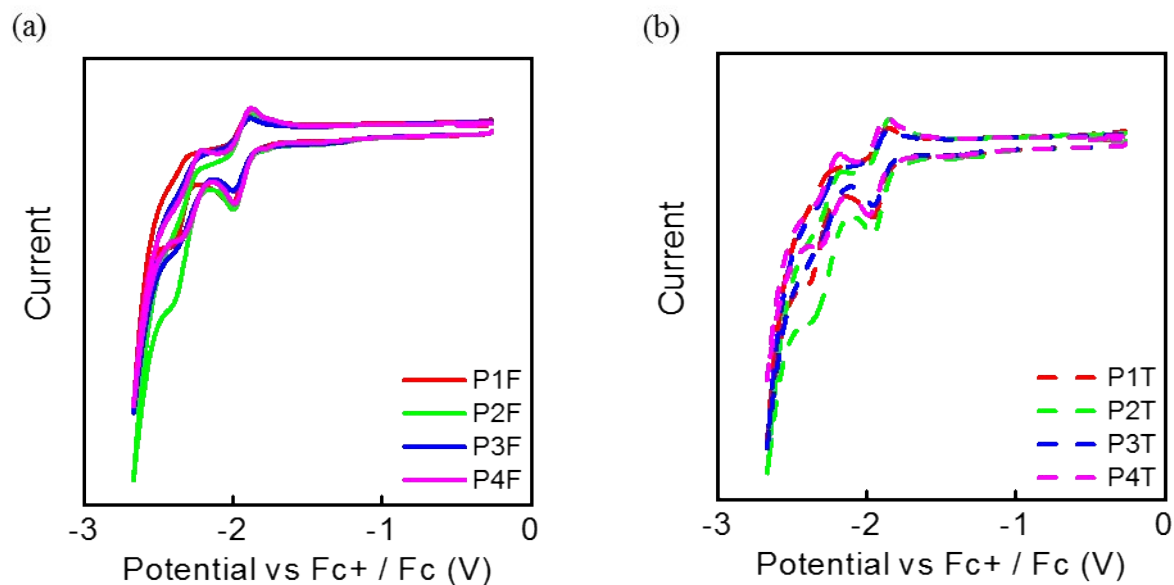 (a)
Current
P1F
P2F
P3F
P4F
-3
-2
-1
0
Potential vs Fc+ / Fc (V)
(b)
Current
P1T
P2T
P3T
P4T
-3
-2
-1
0
Potential vs Fc+ / Fc (V)